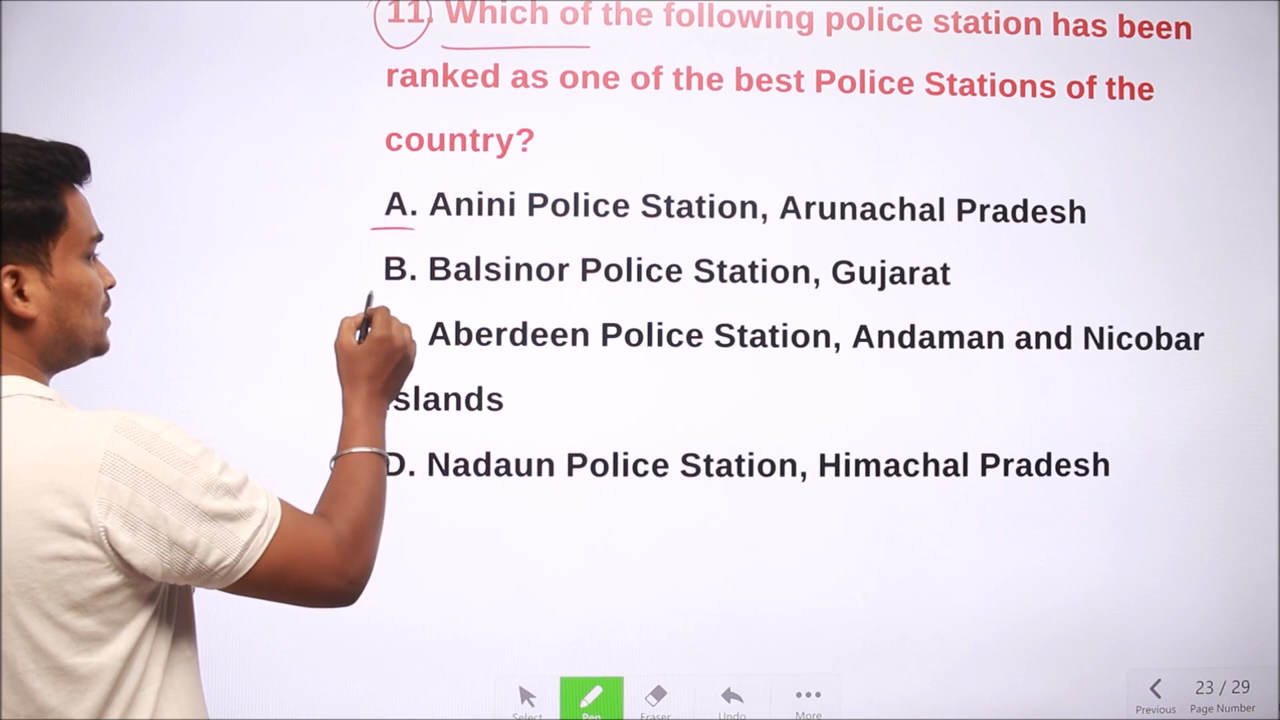 11. Which of the following police station has been
ranked as one of the best Police Stations of the
country?
A. Anini Police Station, Arunachal Pradesh
B. Balsinor Police Station, Gujarat
Aberdeen Police Station, Andaman and Nicobar
slands
D. Nadaun Police Station, Himachal Pradesh
Select
Pen
Eraser
Undo
More
Previous
23 / 29
Page Number